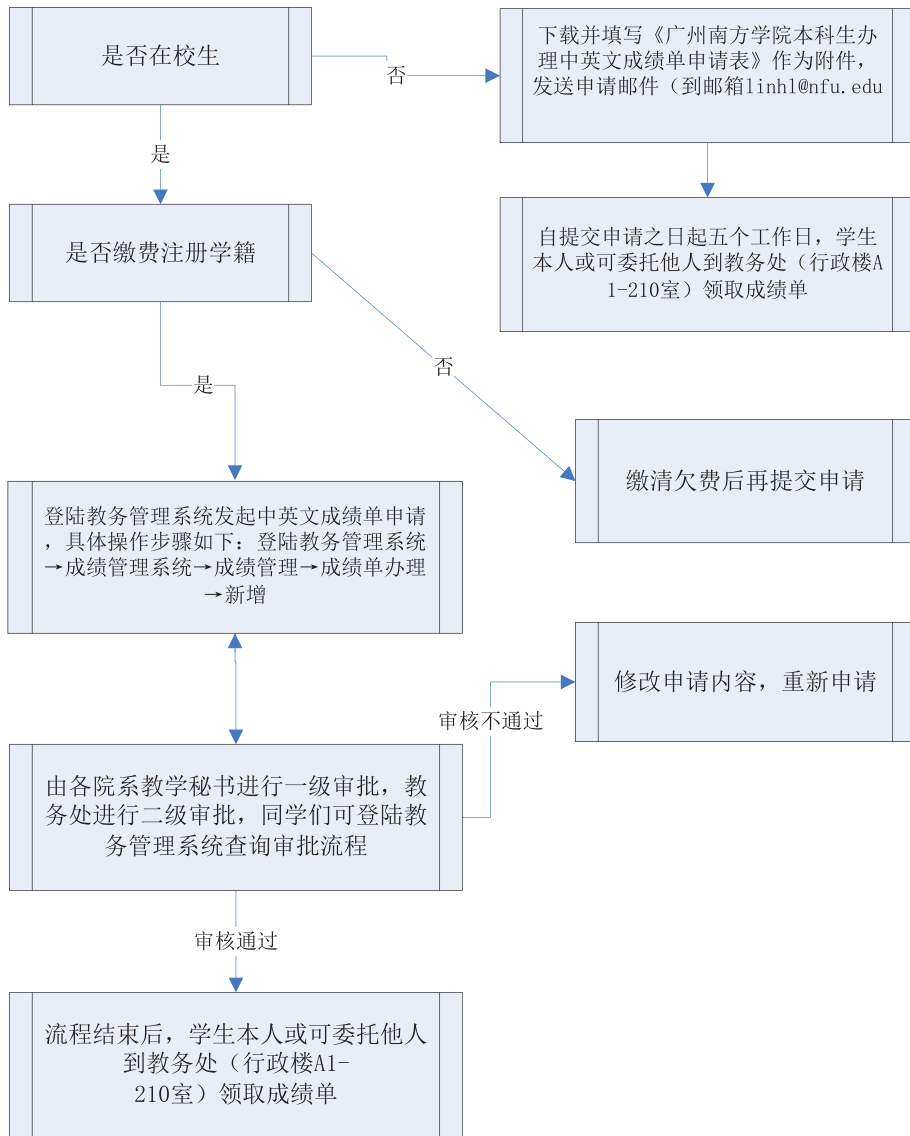 是否在校生
否
下载并填写《广州南方学院本科生办
理中英文成绩单申请表》作为附件，
发送申请邮件（到邮箱linhl@nfu.edu
是
自提交申请之日起五个工作日，学生
本人或可委托他人到教务处（行政楼A
1-210室）领取成绩单
是否缴费注册学籍
否
是
缴清欠费后再提交申请
登陆教务管理系统发起中英文成绩单申请
，具体操作步骤如下：登陆教务管理系统
→成绩管理系统→成绩管理→成绩单办理
→新增
修改申请内容，重新申请
审核不通过
由各院系教学秘书进行一级审批，教
务处进行二级审批，同学们可登陆教
务管理系统查询审批流程
审核通过
流程结束后，学生本人或可委托他人
到教务处（行政楼A1-
210室）领取成绩单